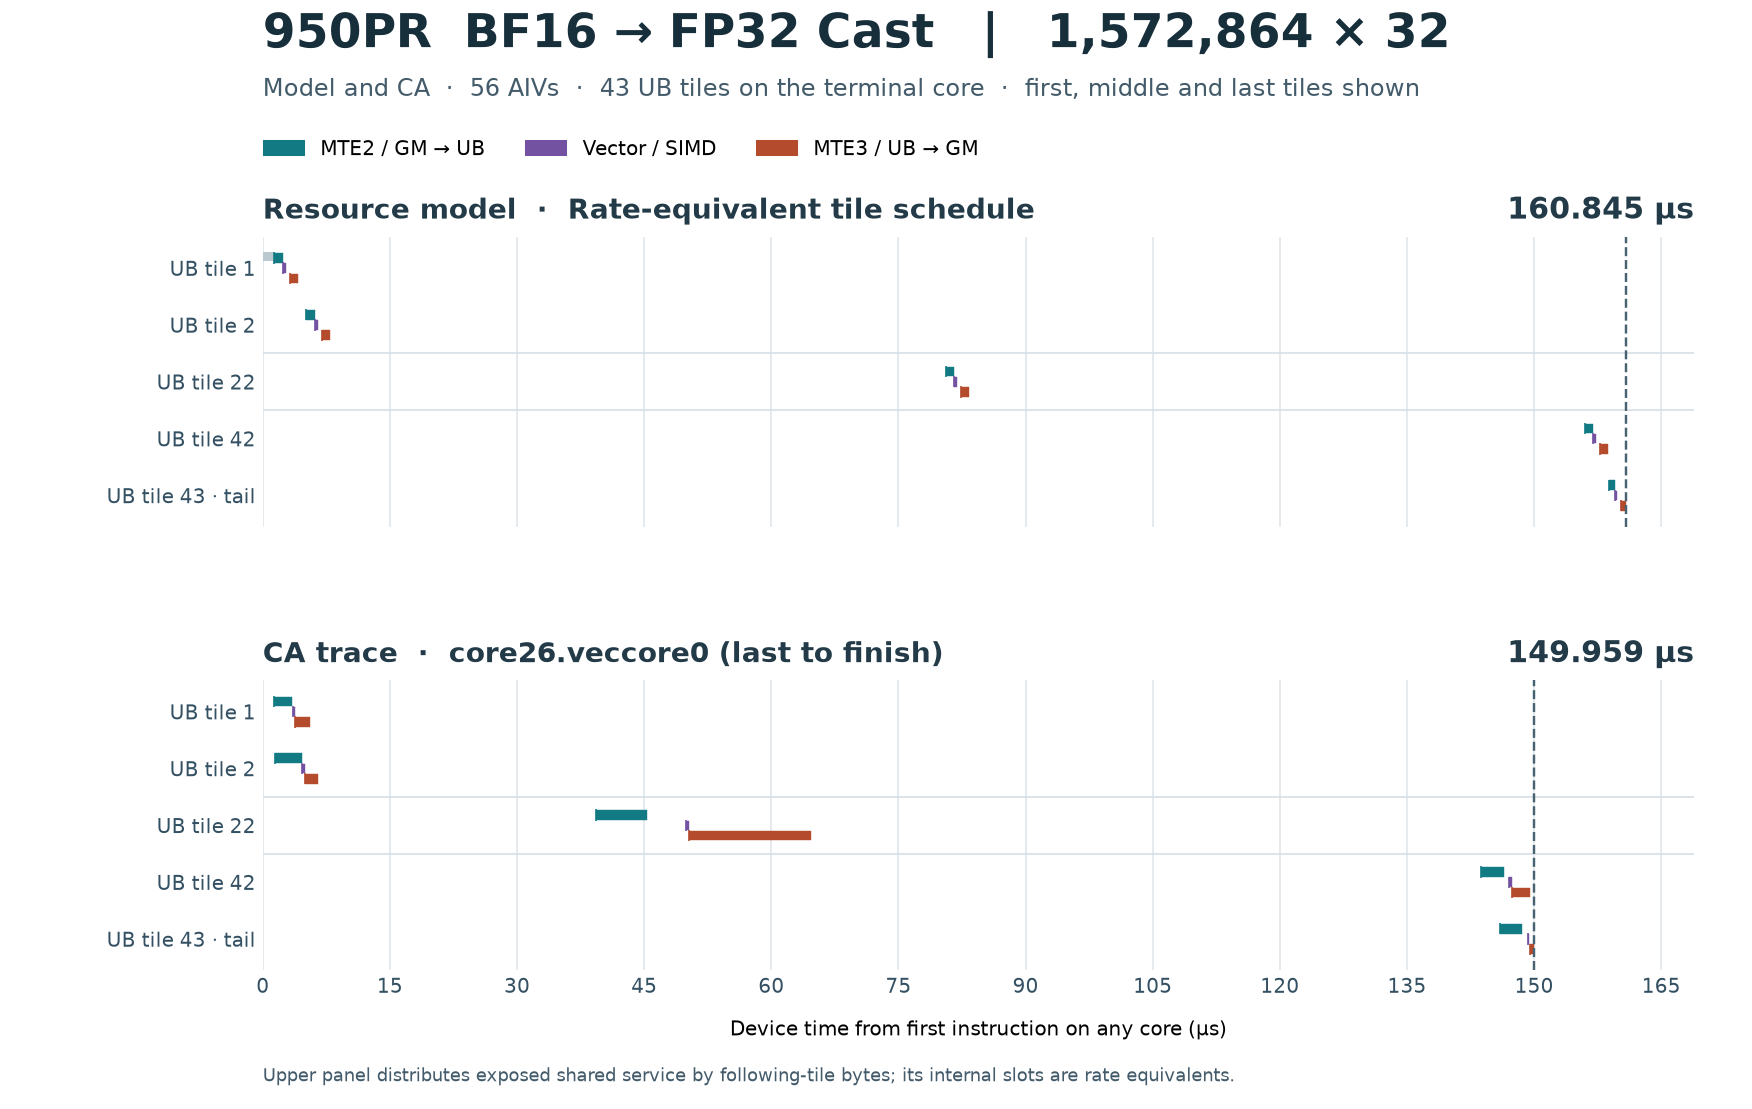 950PR  BF16 → FP32 Cast   |   1,572,864 × 32
Model and CA  ·  56 AIVs  ·  43 UB tiles on the terminal core  ·  first, middle and last tiles shown
MTE2 / GM → UB   Vector / SIMD   MTE3 / UB → GM
Resource model  ·  Rate-equivalent tile schedule   160.845 µs
UB tile 1
UB tile 2
UB tile 22
UB tile 42
UB tile 43 · tail
CA trace  ·  core26.veccore0 (last to finish)   149.959 µs
UB tile 1
UB tile 2
UB tile 22
UB tile 42
UB tile 43 · tail
0   15   30   45   60   75   90   105   120   135   150   165
Device time from first instruction on any core (µs)
Upper panel distributes exposed shared service by following-tile bytes; its internal slots are rate equivalents.